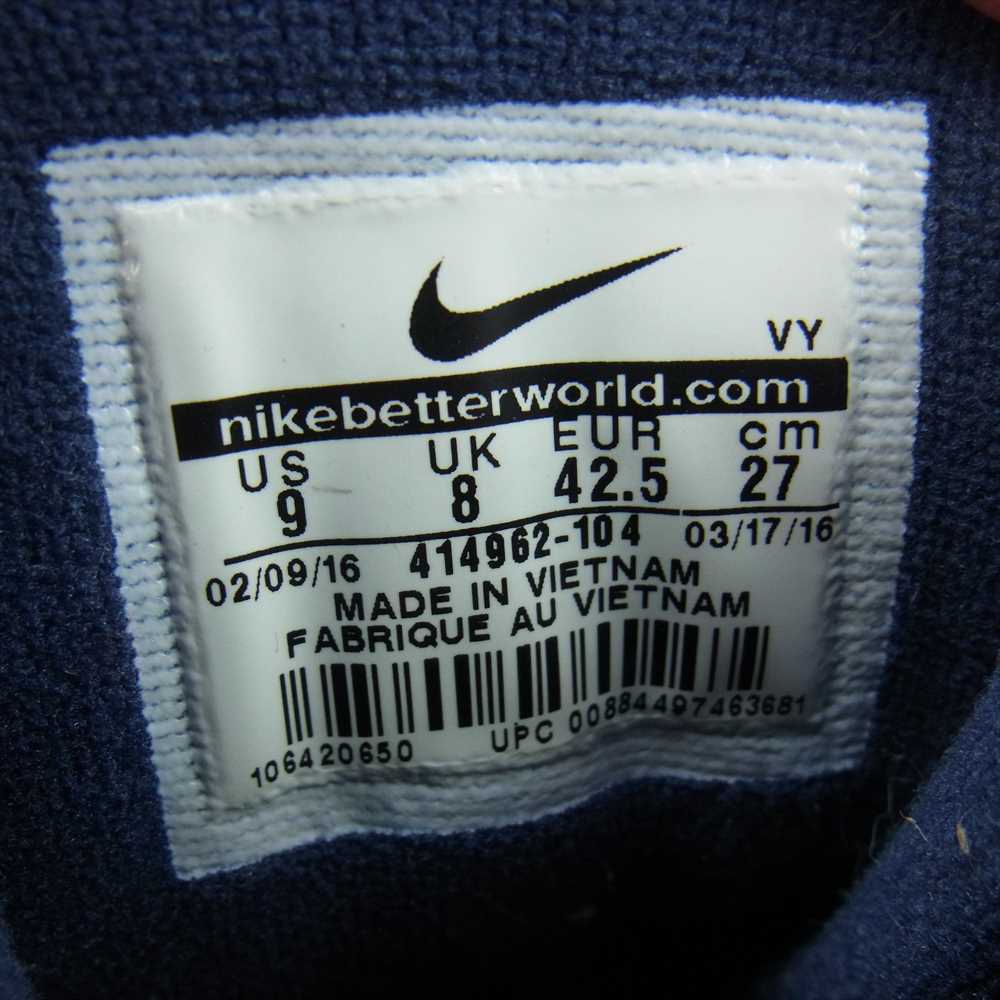 VY
nikebetterworld.com
US UK EUR cm
9 8 42.5 27
02/09/16 414962-104 03/17/16
MADE IN VIETNAM
FABRIQUE AU VIETNAM
106420650 UPC 00884497463681